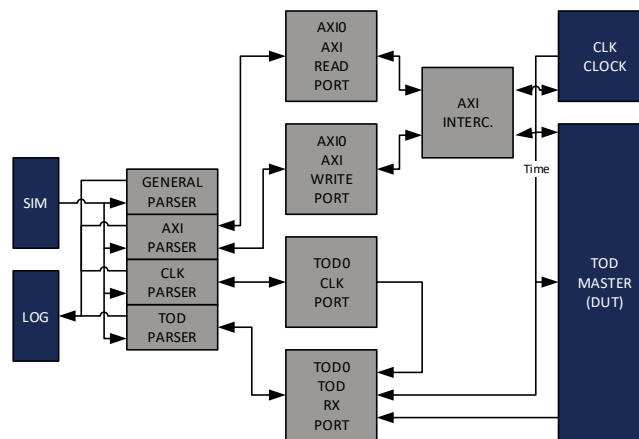 SIM
LOG
GENERAL
PARSER
AXI
PARSER
CLK
PARSER
TOD
PARSER
AXI0
AXI
READ
PORT
AXI0
AXI
WRITE
PORT
TOD0
CLK
PORT
TOD0
TOD
RX
PORT
AXI
INTERC.
CLK
CLOCK
Time
TOD
MASTER
(DUT)